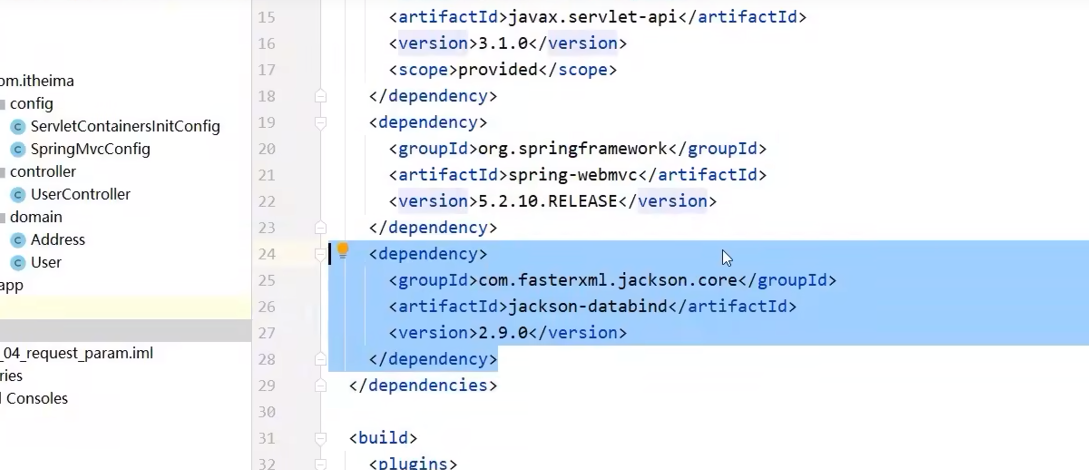 om.itheima
config
ServletContainersInitConfig
SpringMvcConfig
controller
UserController
domain
Address
User
app
_04_request_param.iml
ries
l Consoles
15 <artifactId>javax.servlet-api</artifactId>
16 <version>3.1.0</version>
17 <scope>provided</scope>
18 </dependency>
19 <dependency>
20 <groupId>org.springframework</groupId>
21 <artifactId>spring-webmvc</artifactId>
22 <version>5.2.10.RELEASE</version>
23 </dependency>
24 <dependency>
25 <groupId>com.fasterxml.jackson.core</groupId>
26 <artifactId>jackson-databind</artifactId>
27 <version>2.9.0</version>
28 </dependency>
29 </dependencies>
30
31 <build>
32 <plugins>